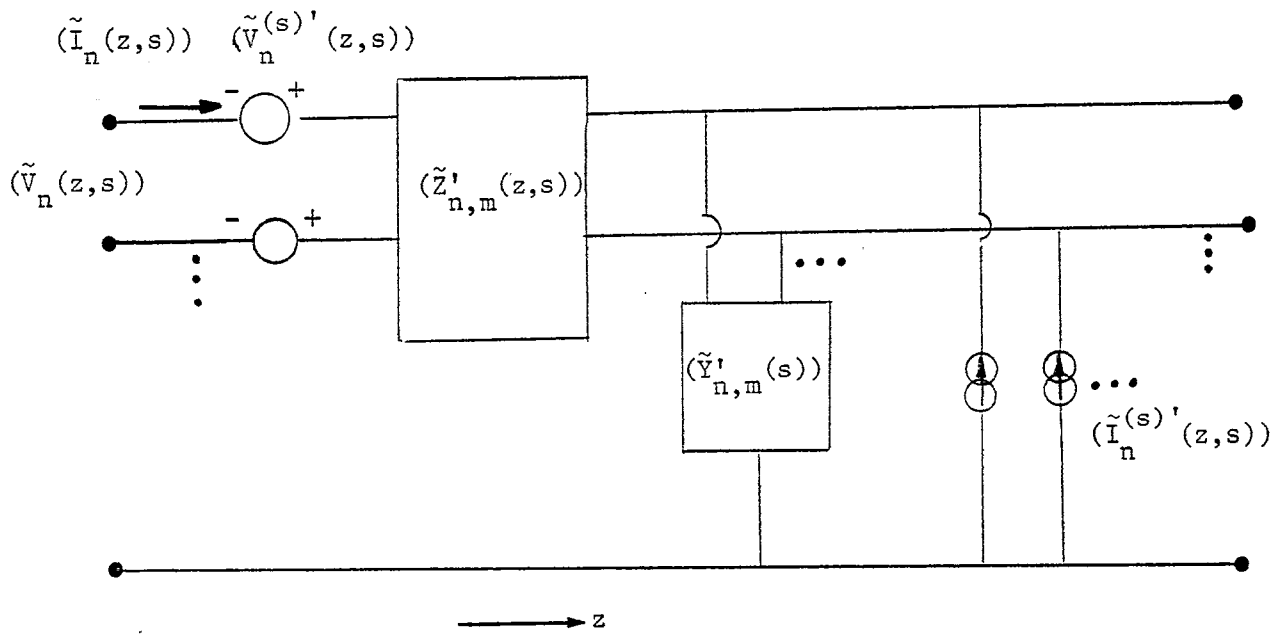 (Ĩ_n(z,s)) (Ṽ_n^(s)'(z,s))
- + 
(Ṽ_n(z,s))
(Z̃'_n,m(z,s))
- +
(Ỹ'_n,m(s))
(Ĩ_n^(s)'(z,s))
z